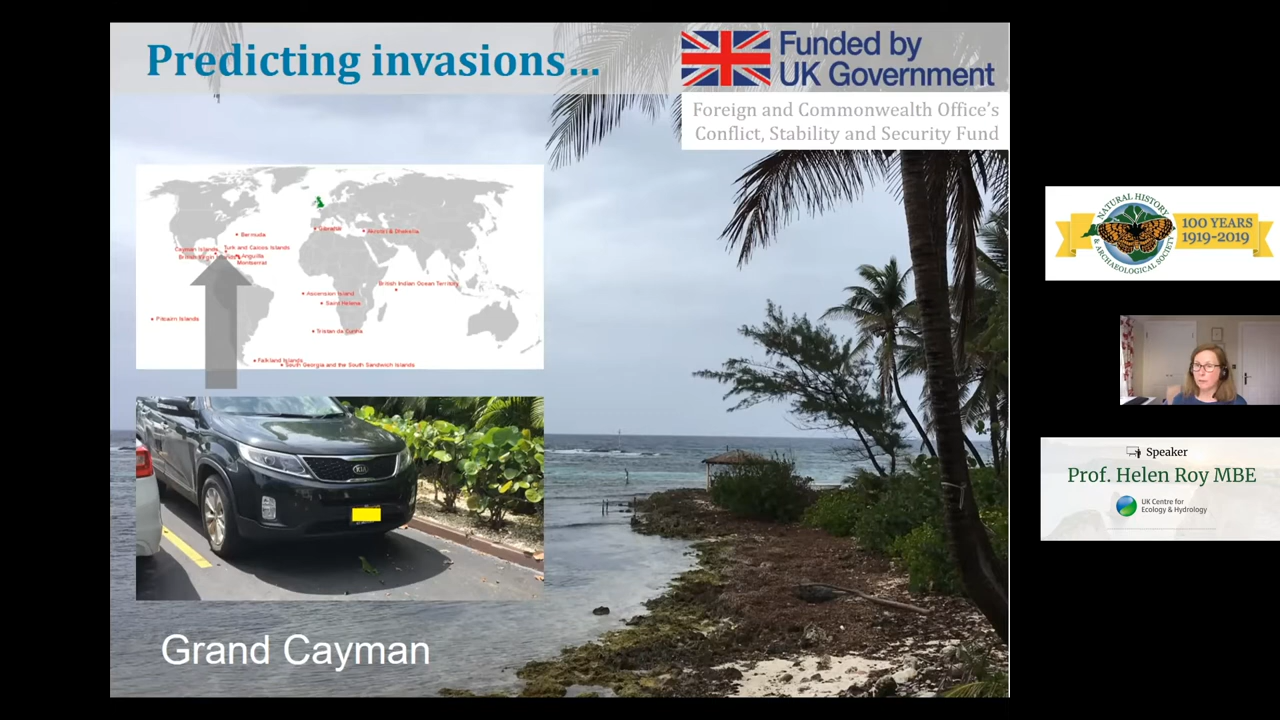 Predicting invasions…
Funded by
UK Government
Foreign and Commonwealth Office's
Conflict, Stability and Security Fund
Bermuda
Gibraltar
Akrotiri & Dhekelia
Cayman Islands
Turk and Caicos Islands
British Virgin Islands
Anguilla
Montserrat
British Indian Ocean Territory
Ascension Island
Saint Helena
Pitcairn Islands
Tristan da Cunha
Falkland Islands
South Georgia and the South Sandwich Islands
KIA
Grand Cayman
NATURAL HISTORY
& ARCHAEOLOGICAL SOCIETY
100 YEARS
1919-2019
Speaker
Prof. Helen Roy MBE
UK Centre for
Ecology & Hydrology